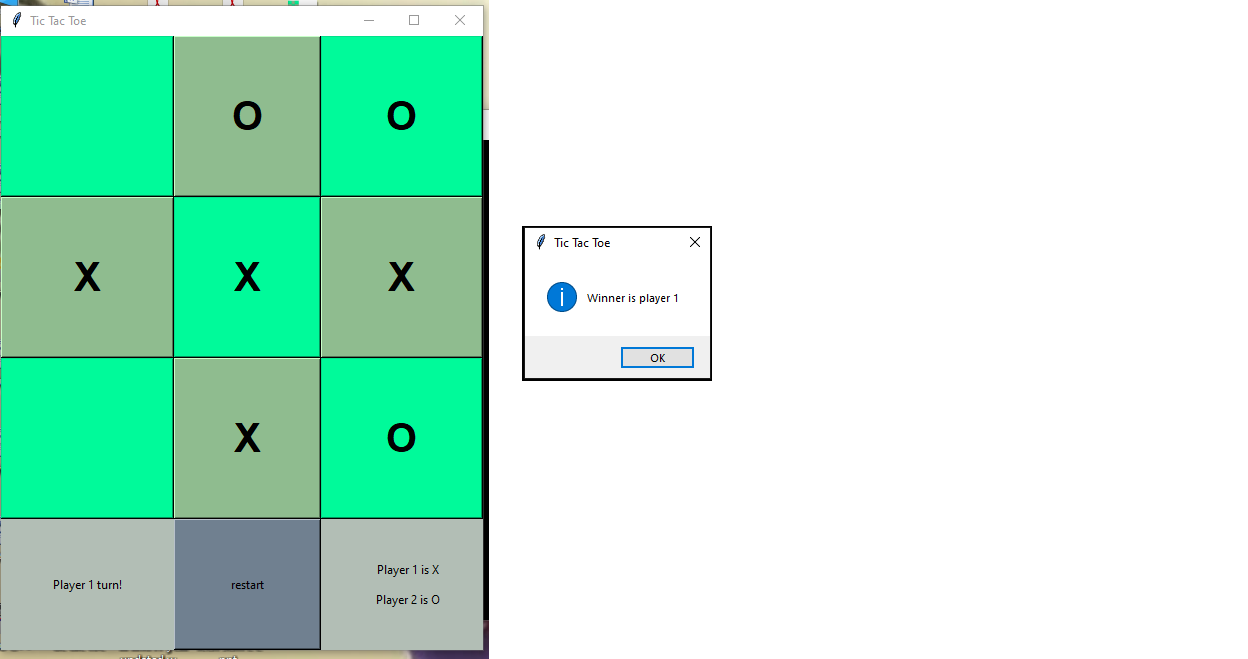 Tic Tac Toe
O O
X X X
X O
Player 1 turn!
restart
Player 1 is X
Player 2 is O
Tic Tac Toe
Winner is player 1
OK